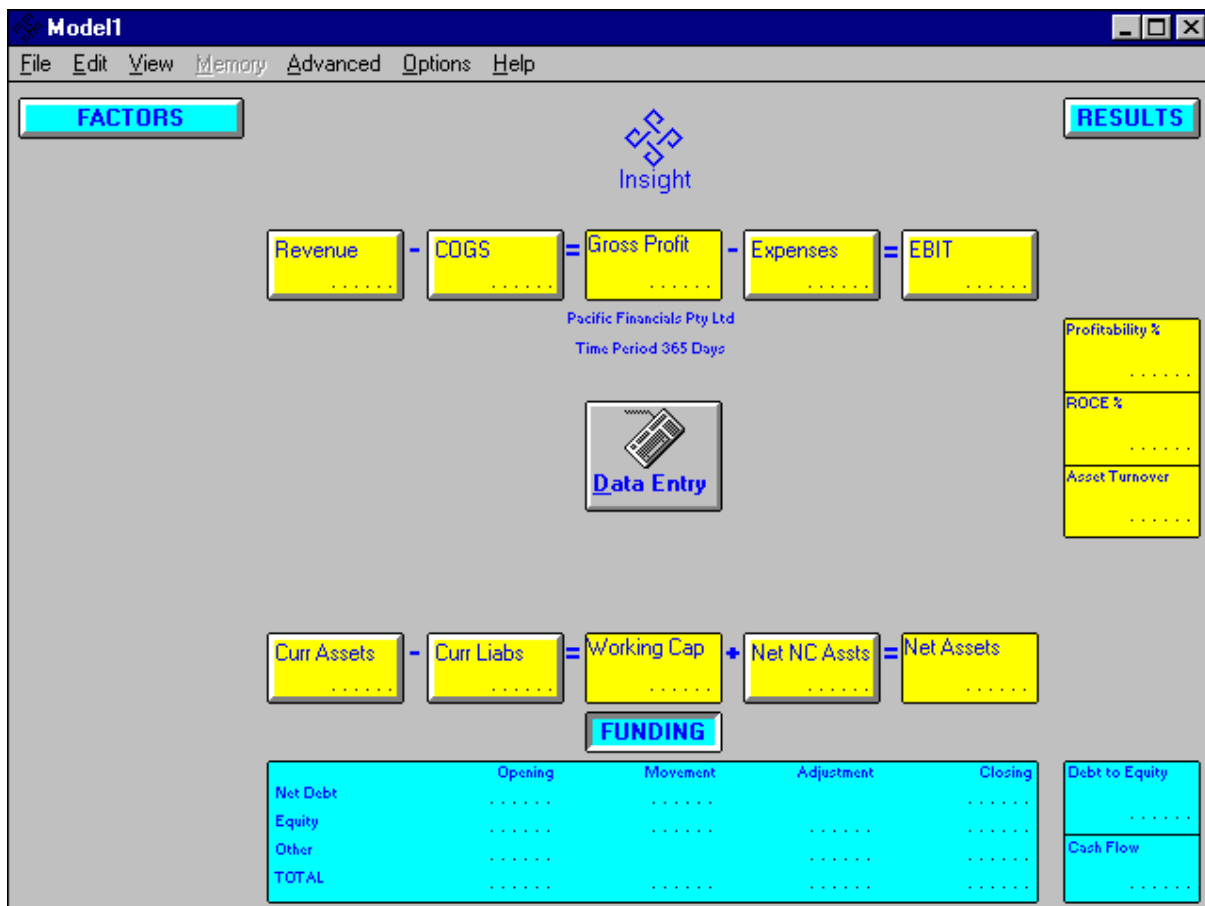 Model1
File Edit View Memory Advanced Options Help
FACTORS
RESULTS
Insight
Revenue - COGS = Gross Profit - Expenses = EBIT
...... ...... ...... ...... ......
Pacific Financials Pty Ltd
Time Period 365 Days
Profitability %
......
ROCE %
......
Asset Turnover
......
Data Entry
Curr Assets - Curr Liabs = Working Cap + Net NC Assts = Net Assets
...... ...... ...... ...... ......
FUNDING
Opening Movement Adjustment Closing
Net Debt ...... ...... ......
Equity ...... ...... ...... ......
Other ...... ...... ......
TOTAL ...... ...... ...... ......
Debt to Equity
......
Cash Flow
......